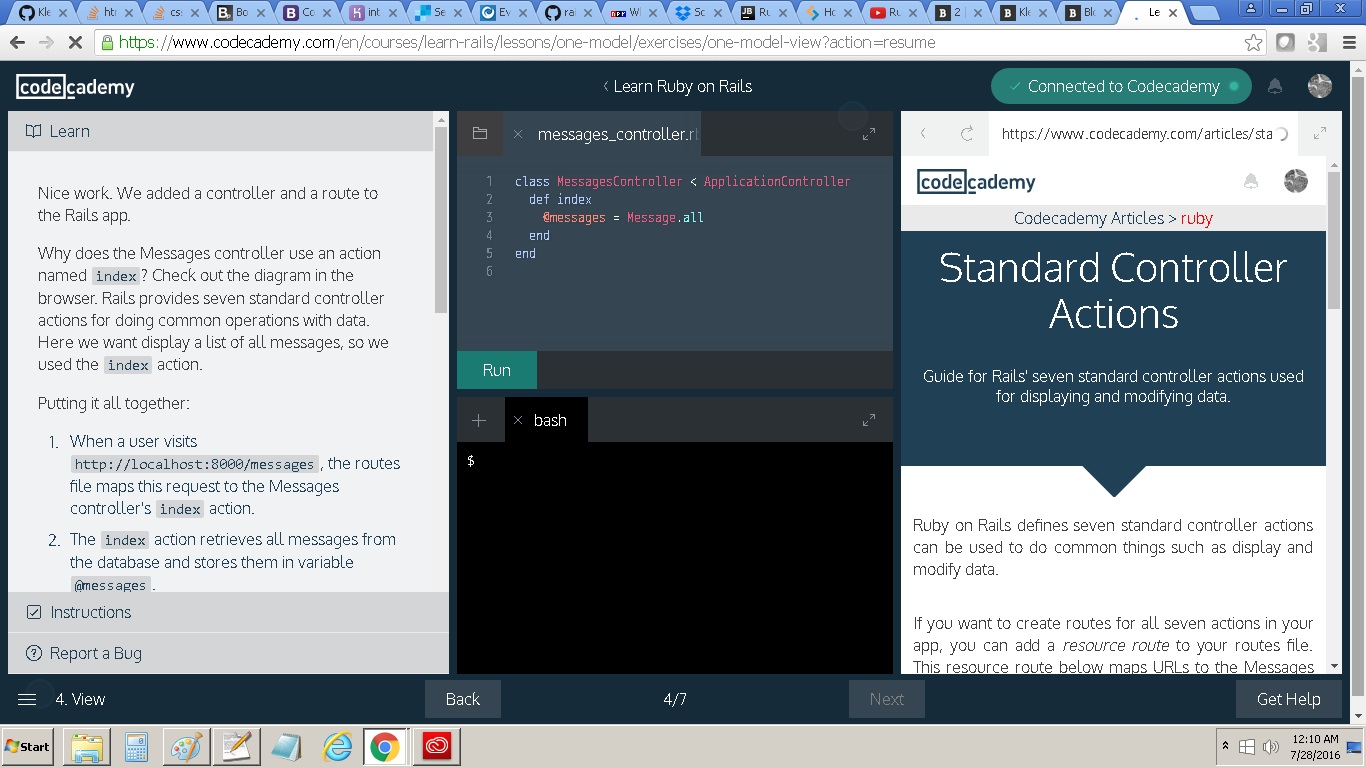 Kle
htr
cs:
Bo
Co
int
Se
Ev
rai
Wl
Sc
Ru
Ho
Ru
2 |
Kle
Blo
Le
https://www.codecademy.com/en/courses/learn-rails/lessons/one-model/exercises/one-model-view?action=resume
codecademy
Learn Ruby on Rails
Connected to Codecademy
Learn
Nice work. We added a controller and a route to
the Rails app.
Why does the Messages controller use an action
named index? Check out the diagram in the
browser. Rails provides seven standard controller
actions for doing common operations with data.
Here we want display a list of all messages, so we
used the index action.
Putting it all together:
1. When a user visits
http://localhost:8000/messages, the routes
file maps this request to the Messages
controller's index action.
2. The index action retrieves all messages from
the database and stores them in variable
@messages.
Instructions
Report a Bug
messages_controller.rb
1 class MessagesController < ApplicationController
2 def index
3 @messages = Message.all
4 end
5 end
6
Run
bash
$
https://www.codecademy.com/articles/sta
codecademy
Codecademy Articles > ruby
Standard Controller
Actions
Guide for Rails' seven standard controller actions used
for displaying and modifying data.
Ruby on Rails defines seven standard controller actions
can be used to do common things such as display and
modify data.
If you want to create routes for all seven actions in your
app, you can add a resource route to your routes file.
This resource route below maps URLs to the Messages
4. View
Back
4/7
Next
Get Help
Start
12:10 AM
7/28/2016